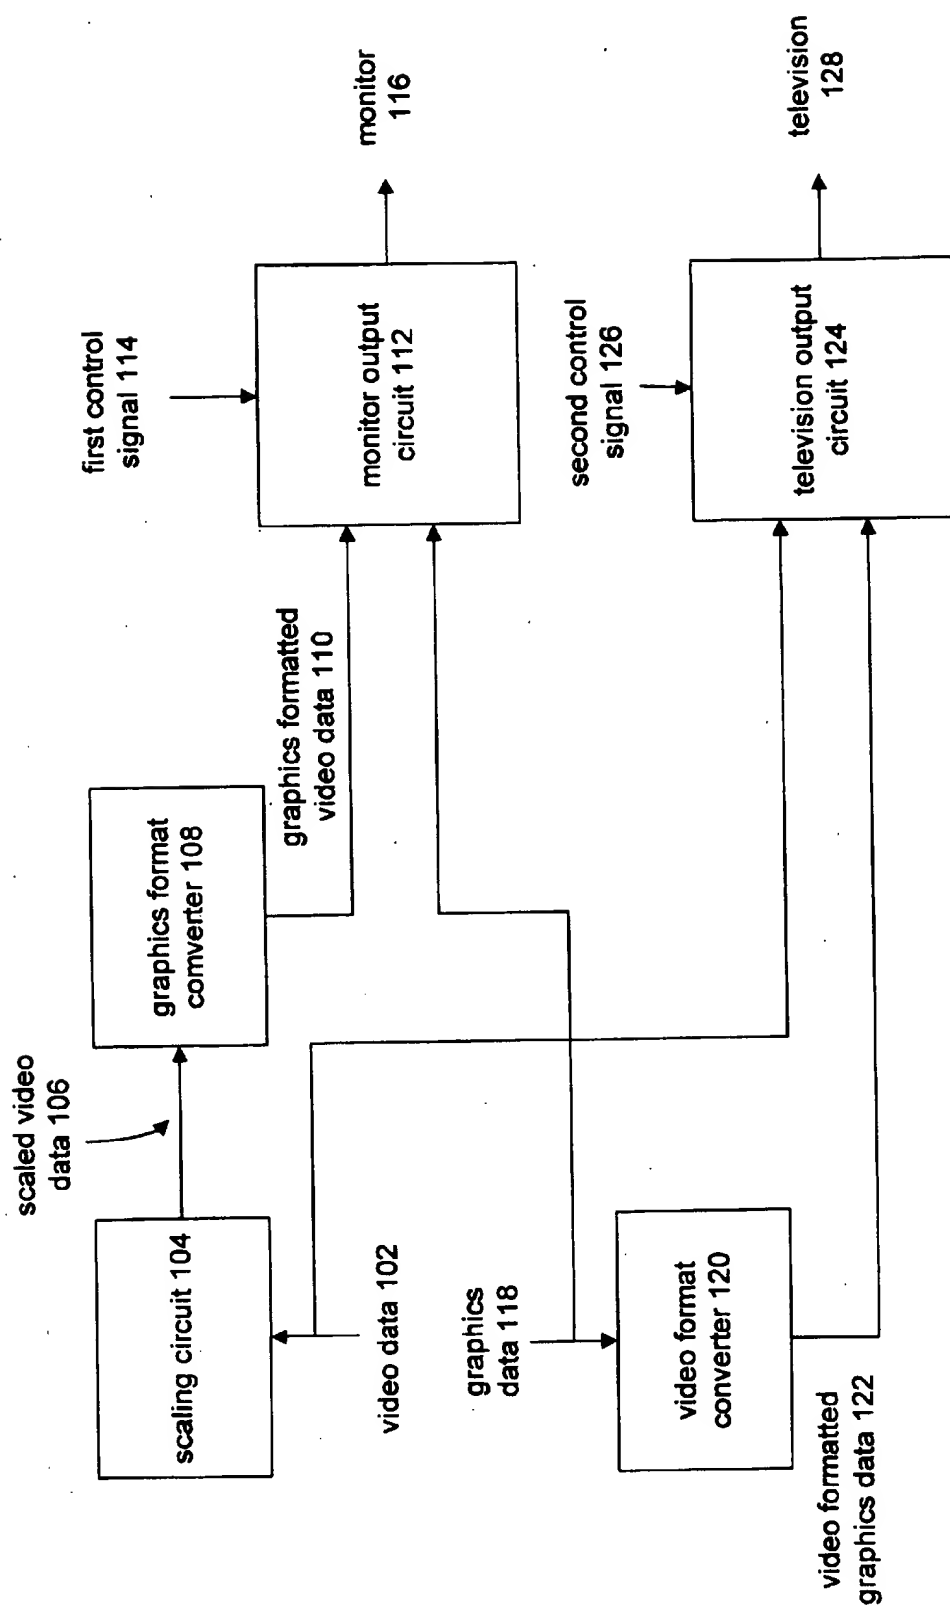 scaled video
data 106
scaling circuit 104
graphics format
comverter 108
first control
signal 114
graphics formatted
video data 110
monitor output
circuit 112
monitor
116
video data 102
graphics
data 118
video format
converter 120
video formatted
graphics data 122
second control
signal 126
television output
circuit 124
television
128